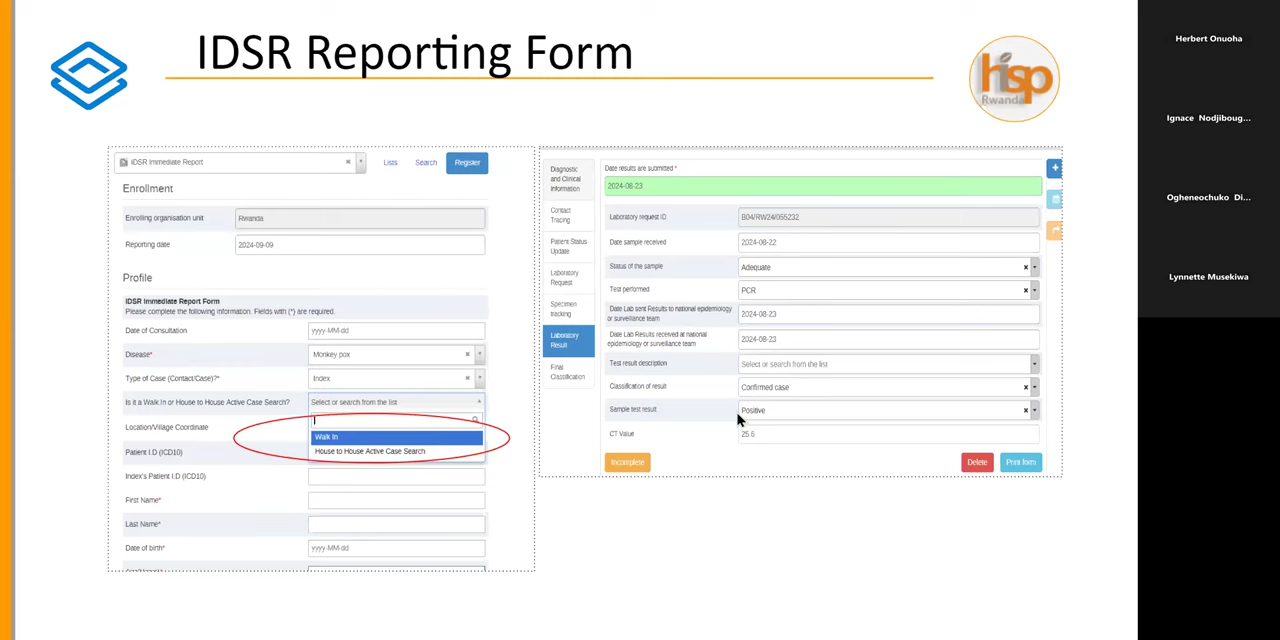 IDSR Reporting Form
hisp
Rwanda
IDSR Immediate Report
Lists
Search
Register
Enrollment
Enrolling organisation unit
Rwanda
Reporting date
2024-09-09
Profile
IDSR Immediate Report Form
Please complete the following information. Fields with (*) are required.
Date of Consultation
yyyy-MM-dd
Disease*
Monkey pox
Type of Case (Contact/Case)?*
Index
Is it a Walk In or House to House Active Case Search?
Select or search from the list
Location/Village Coordinate
Walk In
House to House Active Case Search
Patient I.D (ICD10)
Index's Patient I.D (ICD10)
First Name*
Last Name*
Date of birth*
yyyy-MM-dd
Diagnostic
and Clinical
Information
Contact
Tracing
Patient Status
Update
Laboratory
Request
Specimen
tracking
Laboratory
Result
Final
Classification
Date results are submitted *
2024-08-23
Laboratory request ID
B04/RW24/055232
Date sample received
2024-08-22
Status of the sample
Adequate
Test performed
PCR
Date Lab sent Results to national epidemiology
or surveillance team
2024-08-23
Date Lab Results received at national
epidemiology or surveillance team
2024-08-23
Test result description
Select or search from the list
Classification of result
Confirmed case
Sample test result
Positive
CT Value
25.6
Incomplete
Delete
Print form
Herbert Onuoha
Ignace Nodjiboug...
Ogheneochuko Di...
Lynnette Musekiwa